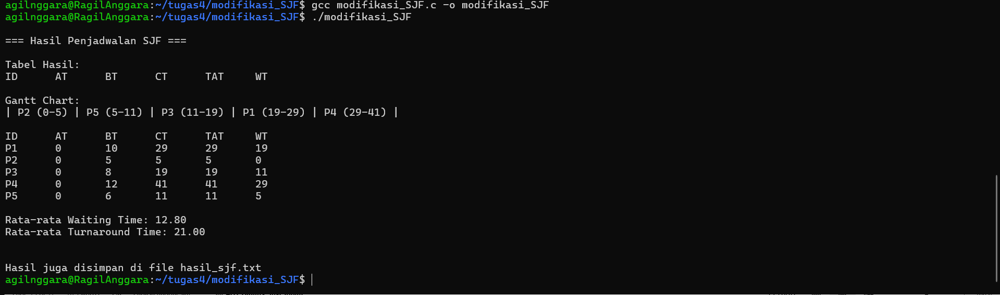 agilnggara@RagilAnggara:~/tugas4/modifikasi_SJF$ gcc modifikasi_SJF.c -o modifikasi_SJF
agilnggara@RagilAnggara:~/tugas4/modifikasi_SJF$ ./modifikasi_SJF
=== Hasil Penjadwalan SJF ===
Tabel Hasil:
ID AT BT CT TAT WT
Gantt Chart:
| P2 (0-5) | P5 (5-11) | P3 (11-19) | P1 (19-29) | P4 (29-41) |
ID AT BT CT TAT WT
P1 0 10 29 29 19
P2 0 5 5 5 0
P3 0 8 19 19 11
P4 0 12 41 41 29
P5 0 6 11 11 5
Rata-rata Waiting Time: 12.80
Rata-rata Turnaround Time: 21.00
Hasil juga disimpan di file hasil_sjf.txt
agilnggara@RagilAnggara:~/tugas4/modifikasi_SJF$